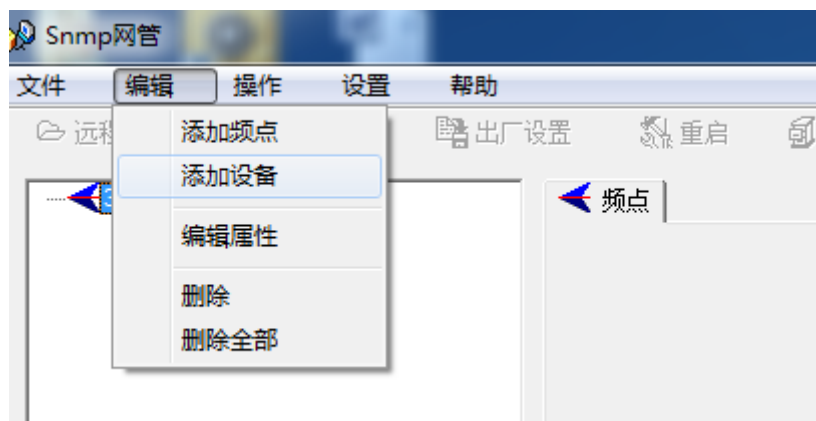 Snmp网管
文件 编辑 操作 设置 帮助
远程 出厂设置 重启
添加频点
添加设备
编辑属性
删除
删除全部
频点